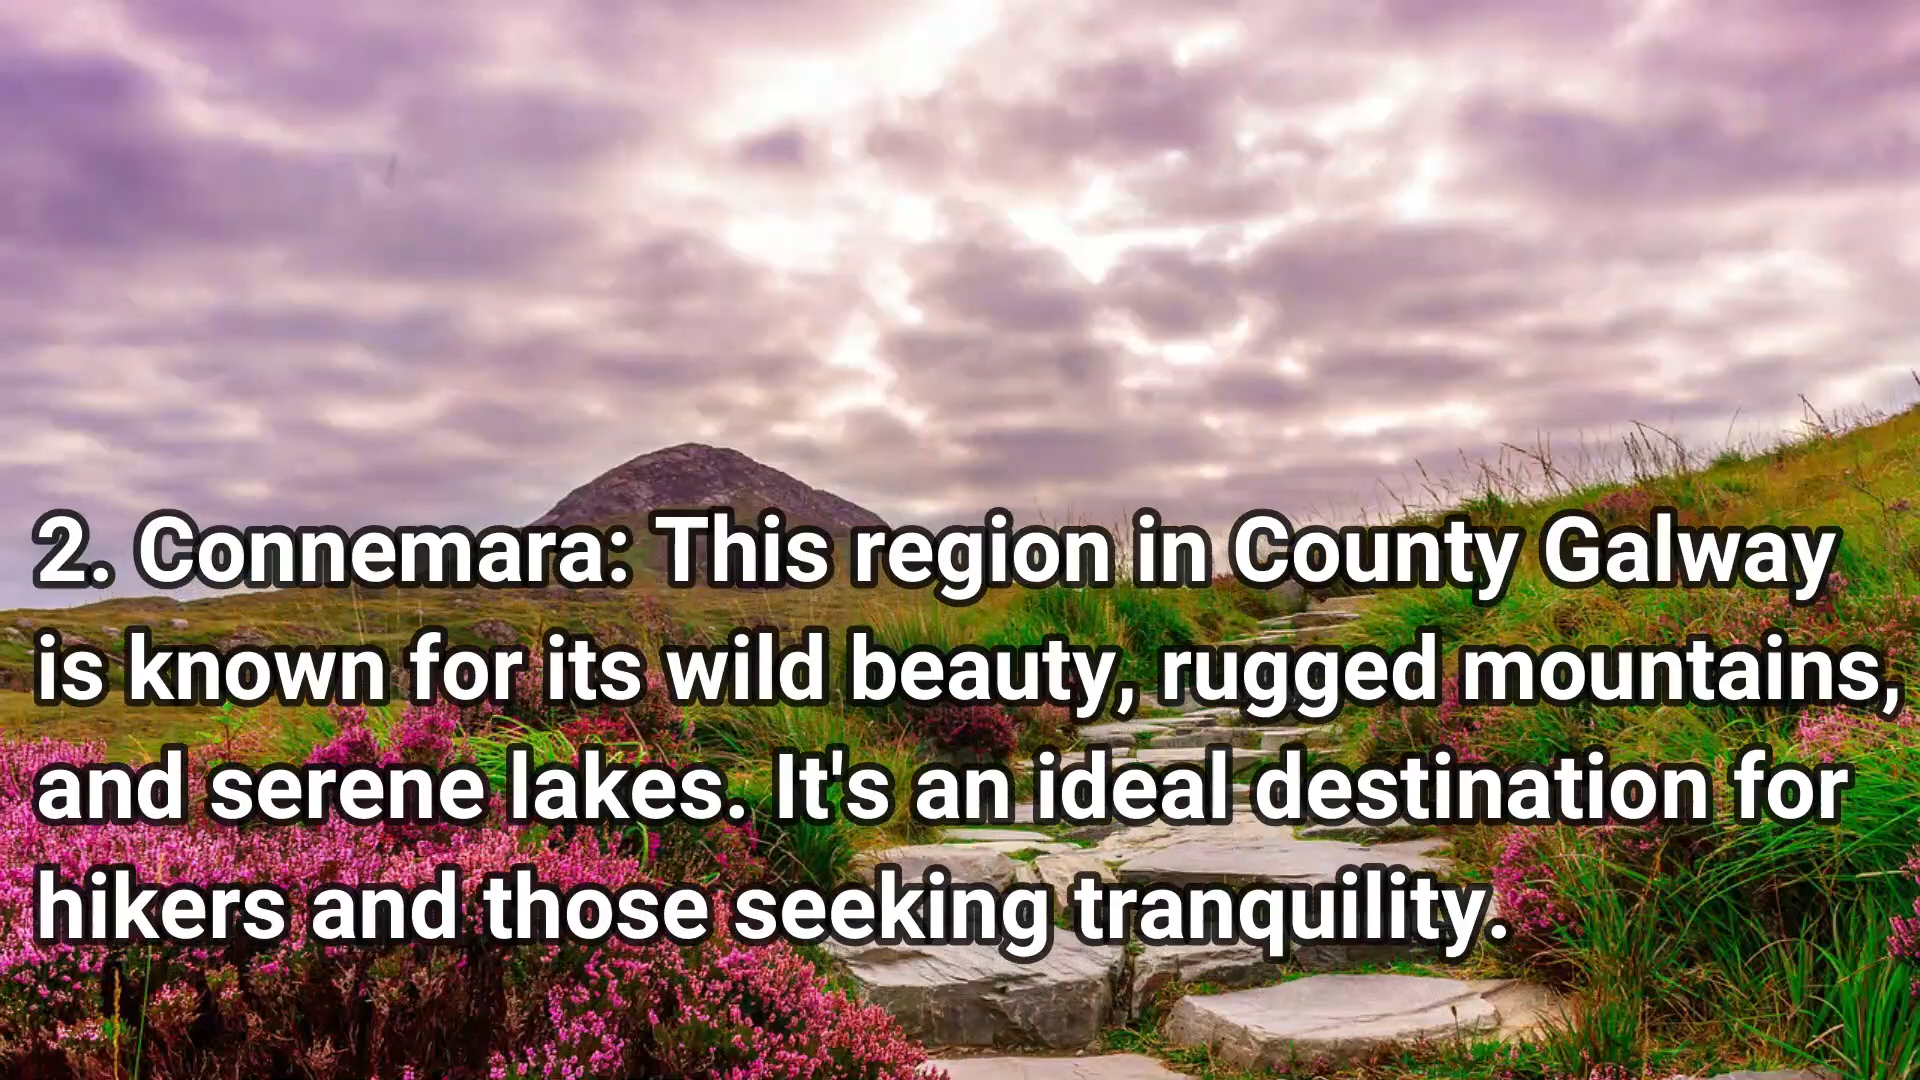 2. Connemara: This region in County Galway
is known for its wild beauty, rugged mountains,
and serene lakes. It's an ideal destination for
hikers and those seeking tranquility.